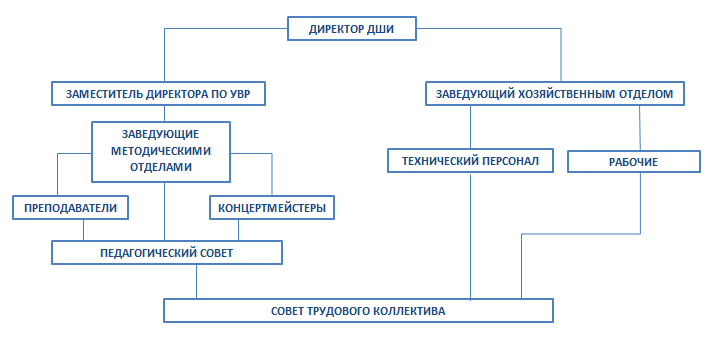 ДИРЕКТОР ДШИ
ЗАМЕСТИТЕЛЬ ДИРЕКТОРА ПО УВР
ЗАВЕДУЮЩИЙ ХОЗЯЙСТВЕННЫМ ОТДЕЛОМ
ЗАВЕДУЮЩИЕ
МЕТОДИЧЕСКИМИ
ОТДЕЛАМИ
ТЕХНИЧЕСКИЙ ПЕРСОНАЛ
РАБОЧИЕ
ПРЕПОДАВАТЕЛИ
КОНЦЕРТМЕЙСТЕРЫ
ПЕДАГОГИЧЕСКИЙ СОВЕТ
СОВЕТ ТРУДОВОГО КОЛЛЕКТИВА